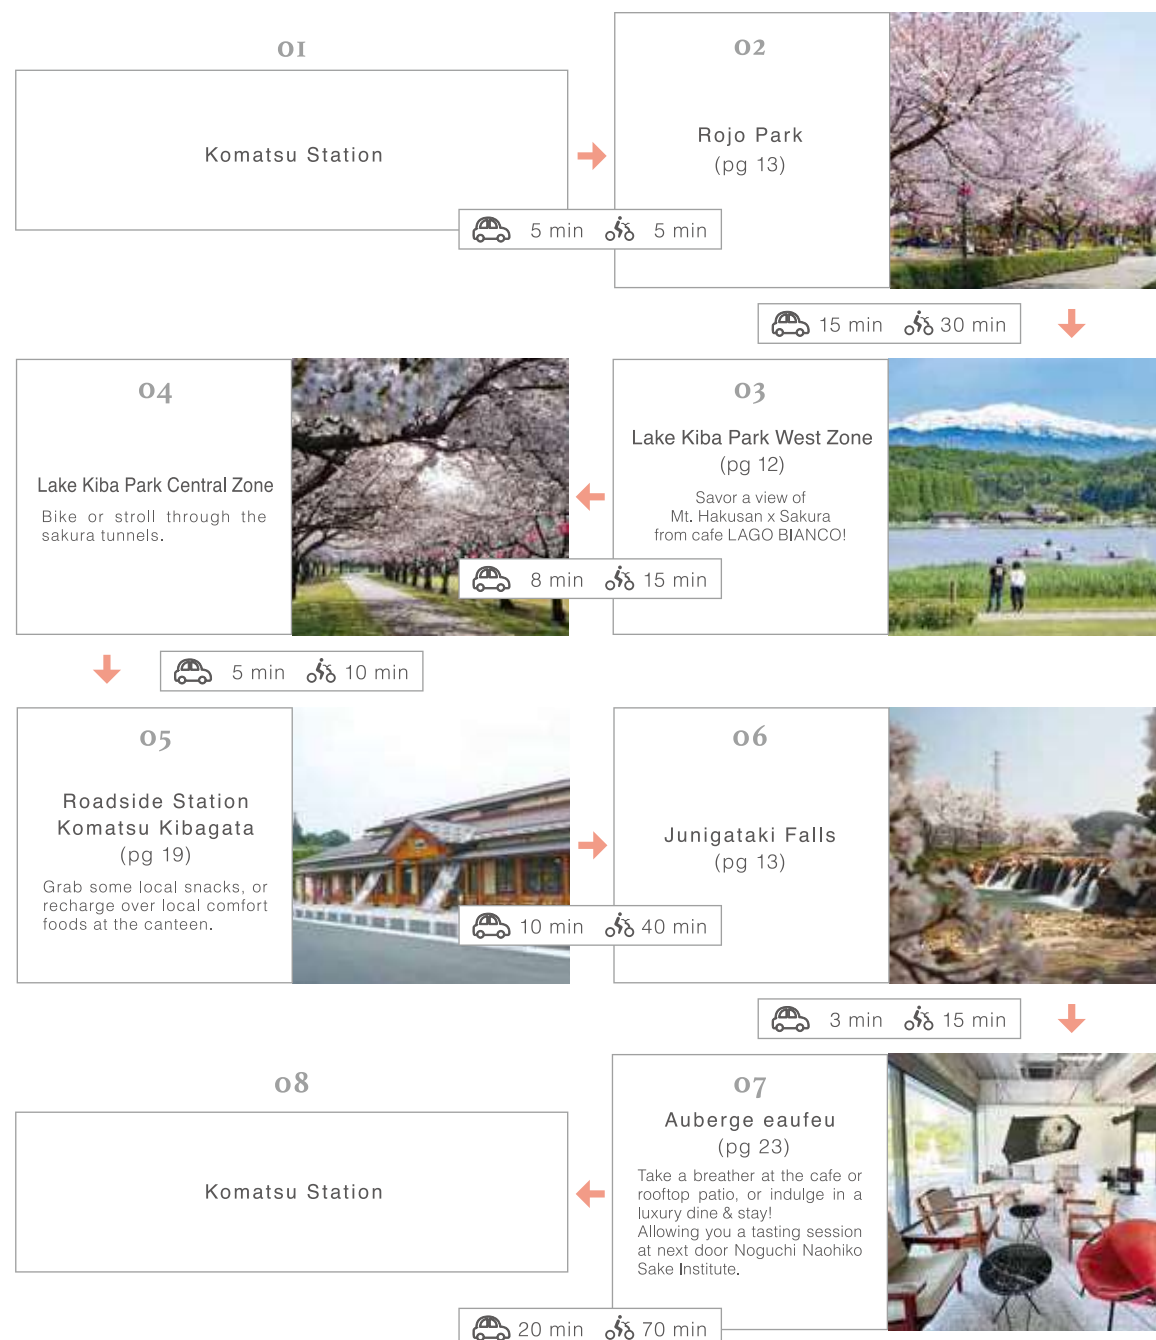 01
Komatsu Station
5 min 5 min
02
Rojo Park
(pg 13)
15 min 30 min
03
Lake Kiba Park West Zone
(pg 12)
Savor a view of
Mt. Hakusan x Sakura
from cafe LAGO BIANCO!
8 min 15 min
04
Lake Kiba Park Central Zone
Bike or stroll through the
sakura tunnels.
5 min 10 min
05
Roadside Station
Komatsu Kibagata
(pg 19)
Grab some local snacks, or
recharge over local comfort
foods at the canteen.
10 min 40 min
06
Junigataki Falls
(pg 13)
3 min 15 min
07
Auberge eaufeu
(pg 23)
Take a breather at the cafe or
rooftop patio, or indulge in a
luxury dine & stay!
Allowing you a tasting session
at next door Noguchi Naohiko
Sake Institute.
20 min 70 min
08
Komatsu Station